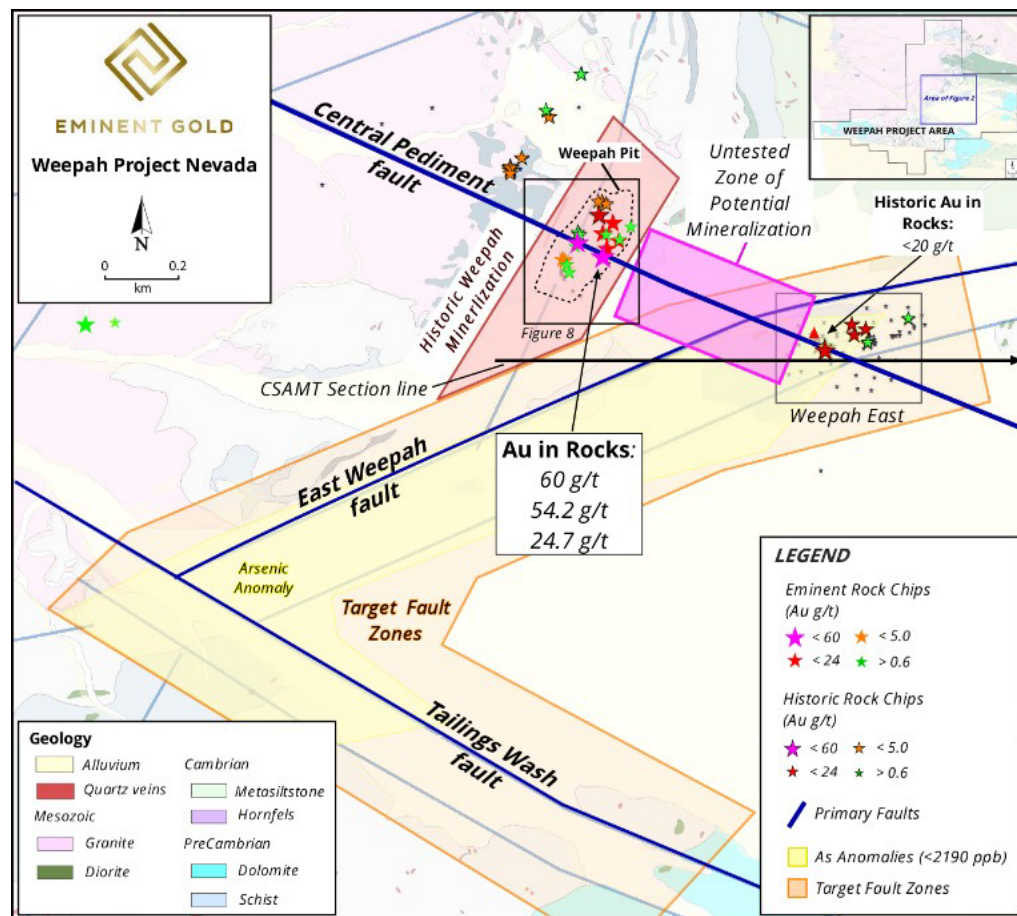 EMINENT GOLD
Weepah Project Nevada
N
0 0.2
km
Central Pediment
fault
Weepah Pit
Untested
Zone of
Potential
Mineralization
Area of Figure 2
WEEPAH PROJECT AREA
Historic Au in
Rocks:
<20 g/t
Historic Weepah
Minerlization
Figure 8
CSAMT Section line
Weepah East
East Weepah
fault
Au in Rocks:
60 g/t
54.2 g/t
24.7 g/t
Arsenic
Anomaly
Target Fault
Zones
Tailings Wash
fault
Geology
Alluvium
Quartz veins
Mesozoic
Granite
Diorite
Cambrian
Metasiltstone
Hornfels
PreCambrian
Dolomite
Schist
LEGEND
Eminent Rock Chips
(Au g/t)
< 60 < 5.0
< 24 > 0.6
Historic Rock Chips
(Au g/t)
< 60 < 5.0
< 24 > 0.6
Primary Faults
As Anomalies (<2190 ppb)
Target Fault Zones